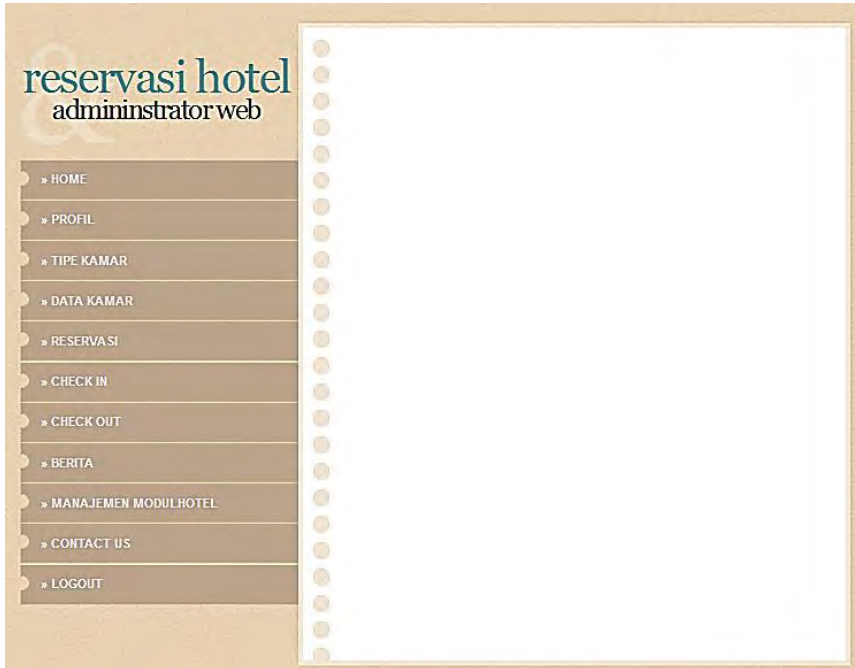 &
reservasi hotel
admininstrator web
» HOME
» PROFIL
» TIPE KAMAR
» DATA KAMAR
» RESERVASI
» CHECK IN
» CHECK OUT
» BERITA
» MANAJEMEN MODULHOTEL
» CONTACT US
» LOGOUT